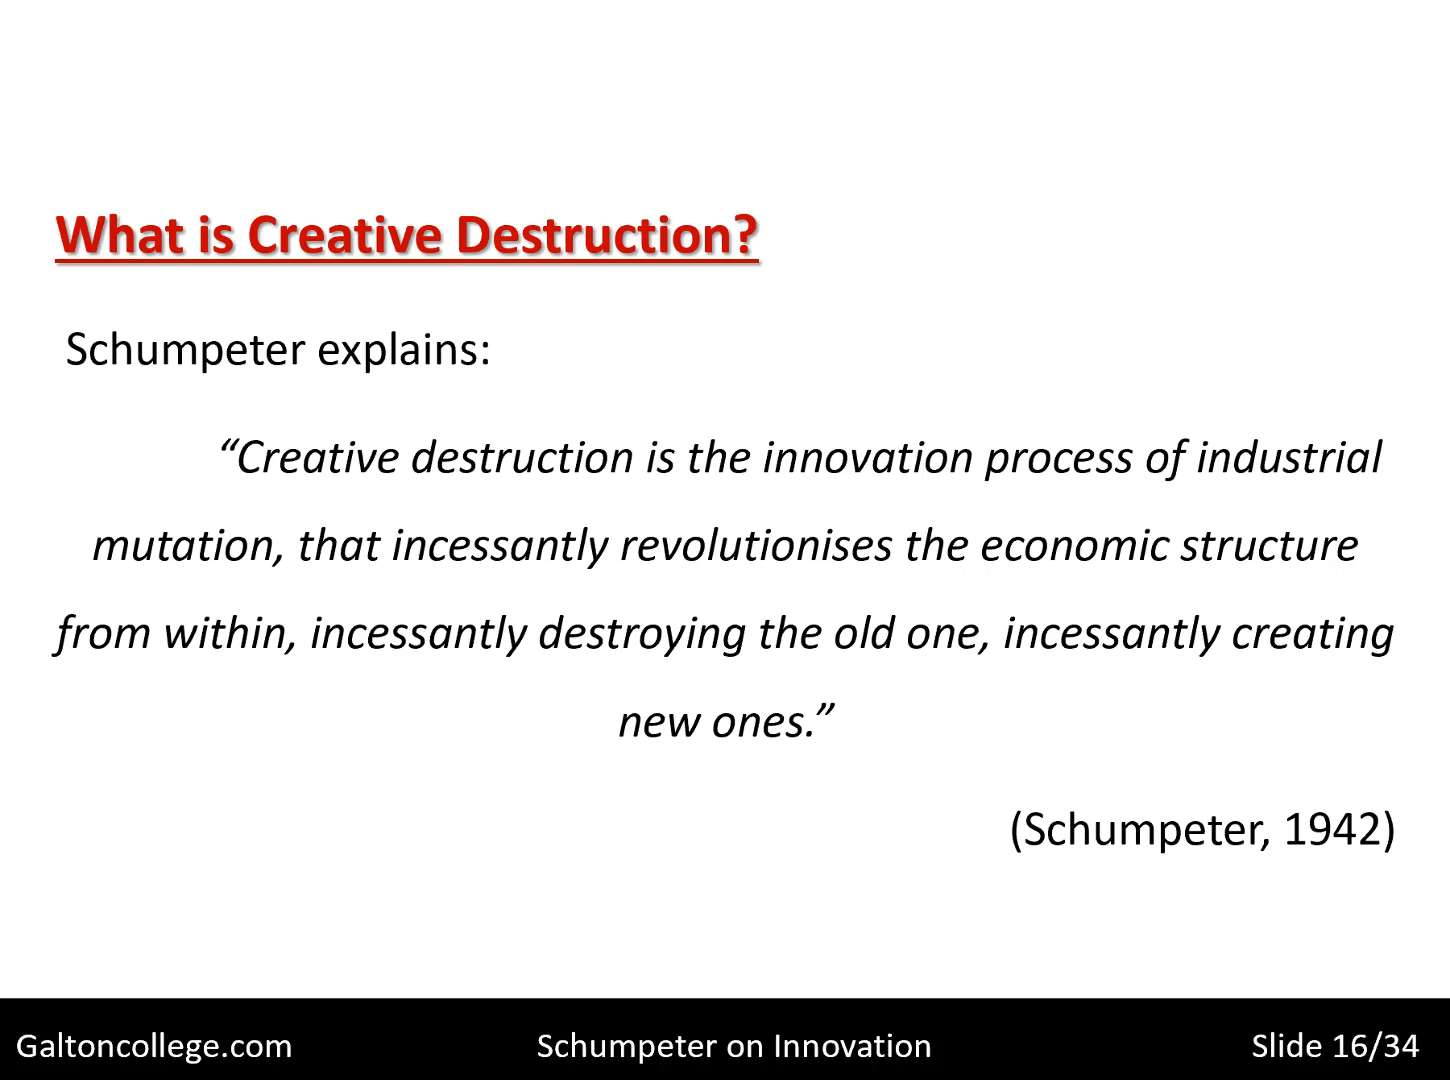 What is Creative Destruction?
Schumpeter explains:
“Creative destruction is the innovation process of industrial
mutation, that incessantly revolutionises the economic structure
from within, incessantly destroying the old one, incessantly creating
new ones.”
(Schumpeter, 1942)
Galtoncollege.com Schumpeter on Innovation Slide 16/34